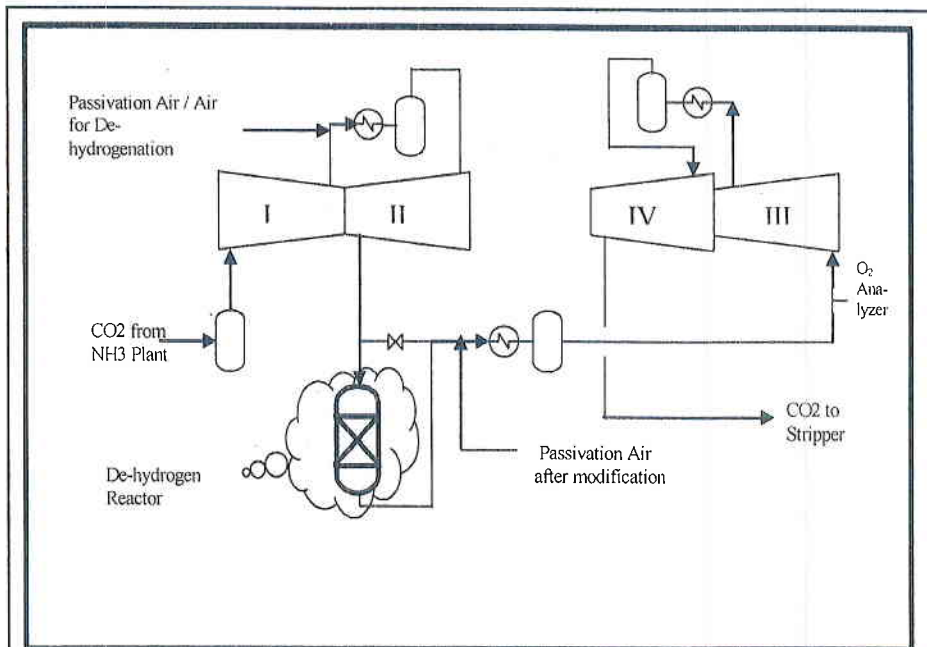 Passivation Air / Air
for De-
hydrogenation
I
II
IV
III
O₂
Ana-
lyzer
CO2 from
NH3 Plant
CO2 to
Stripper
De-hydrogen
Reactor
Passivation Air
after modification